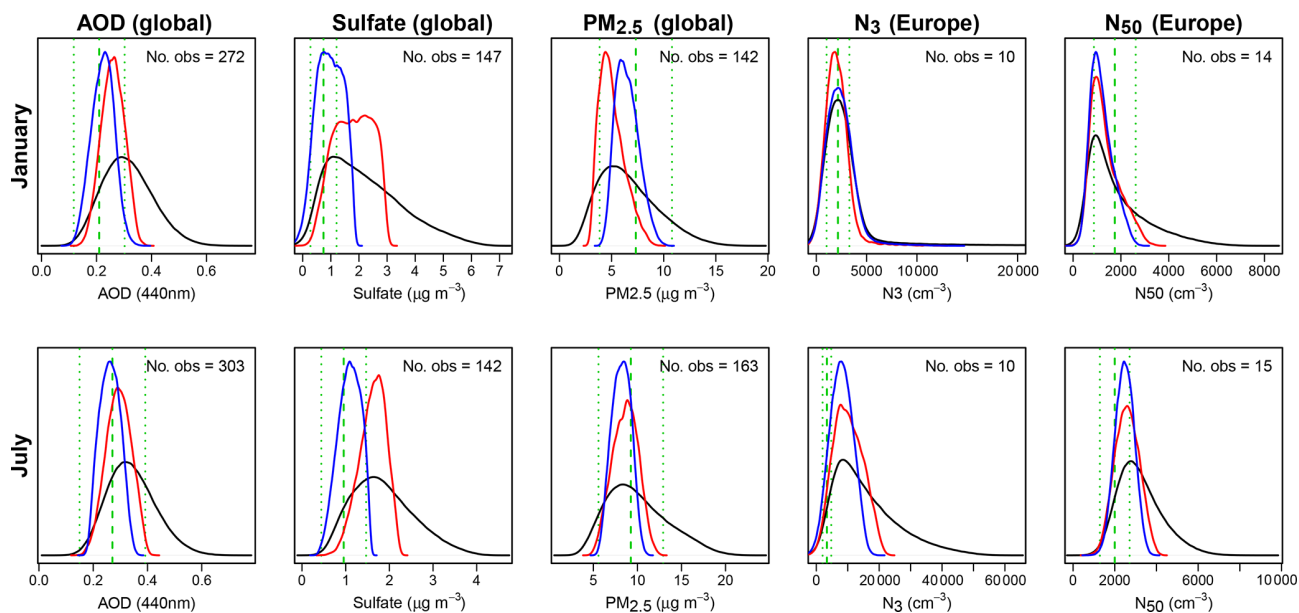 AOD (global) Sulfate (global) PM2.5 (global) N3 (Europe) N50 (Europe)
January
No. obs = 272 No. obs = 147 No. obs = 142 No. obs = 10 No. obs = 14
0.0 0.2 0.4 0.6 0 1 2 3 4 5 6 7 0 5 10 15 20 0 5000 10000 20000 0 2000 4000 6000 8000
AOD (440nm) Sulfate (µg m−3) PM2.5 (µg m−3) N3 (cm−3) N50 (cm−3)
July
No. obs = 303 No. obs = 142 No. obs = 163 No. obs = 10 No. obs = 15
0.0 0.2 0.4 0.6 0 1 2 3 4 5 10 15 20 0 20000 40000 60000 0 2000 6000 10000
AOD (440nm) Sulfate (µg m−3) PM2.5 (µg m−3) N3 (cm−3) N50 (cm−3)